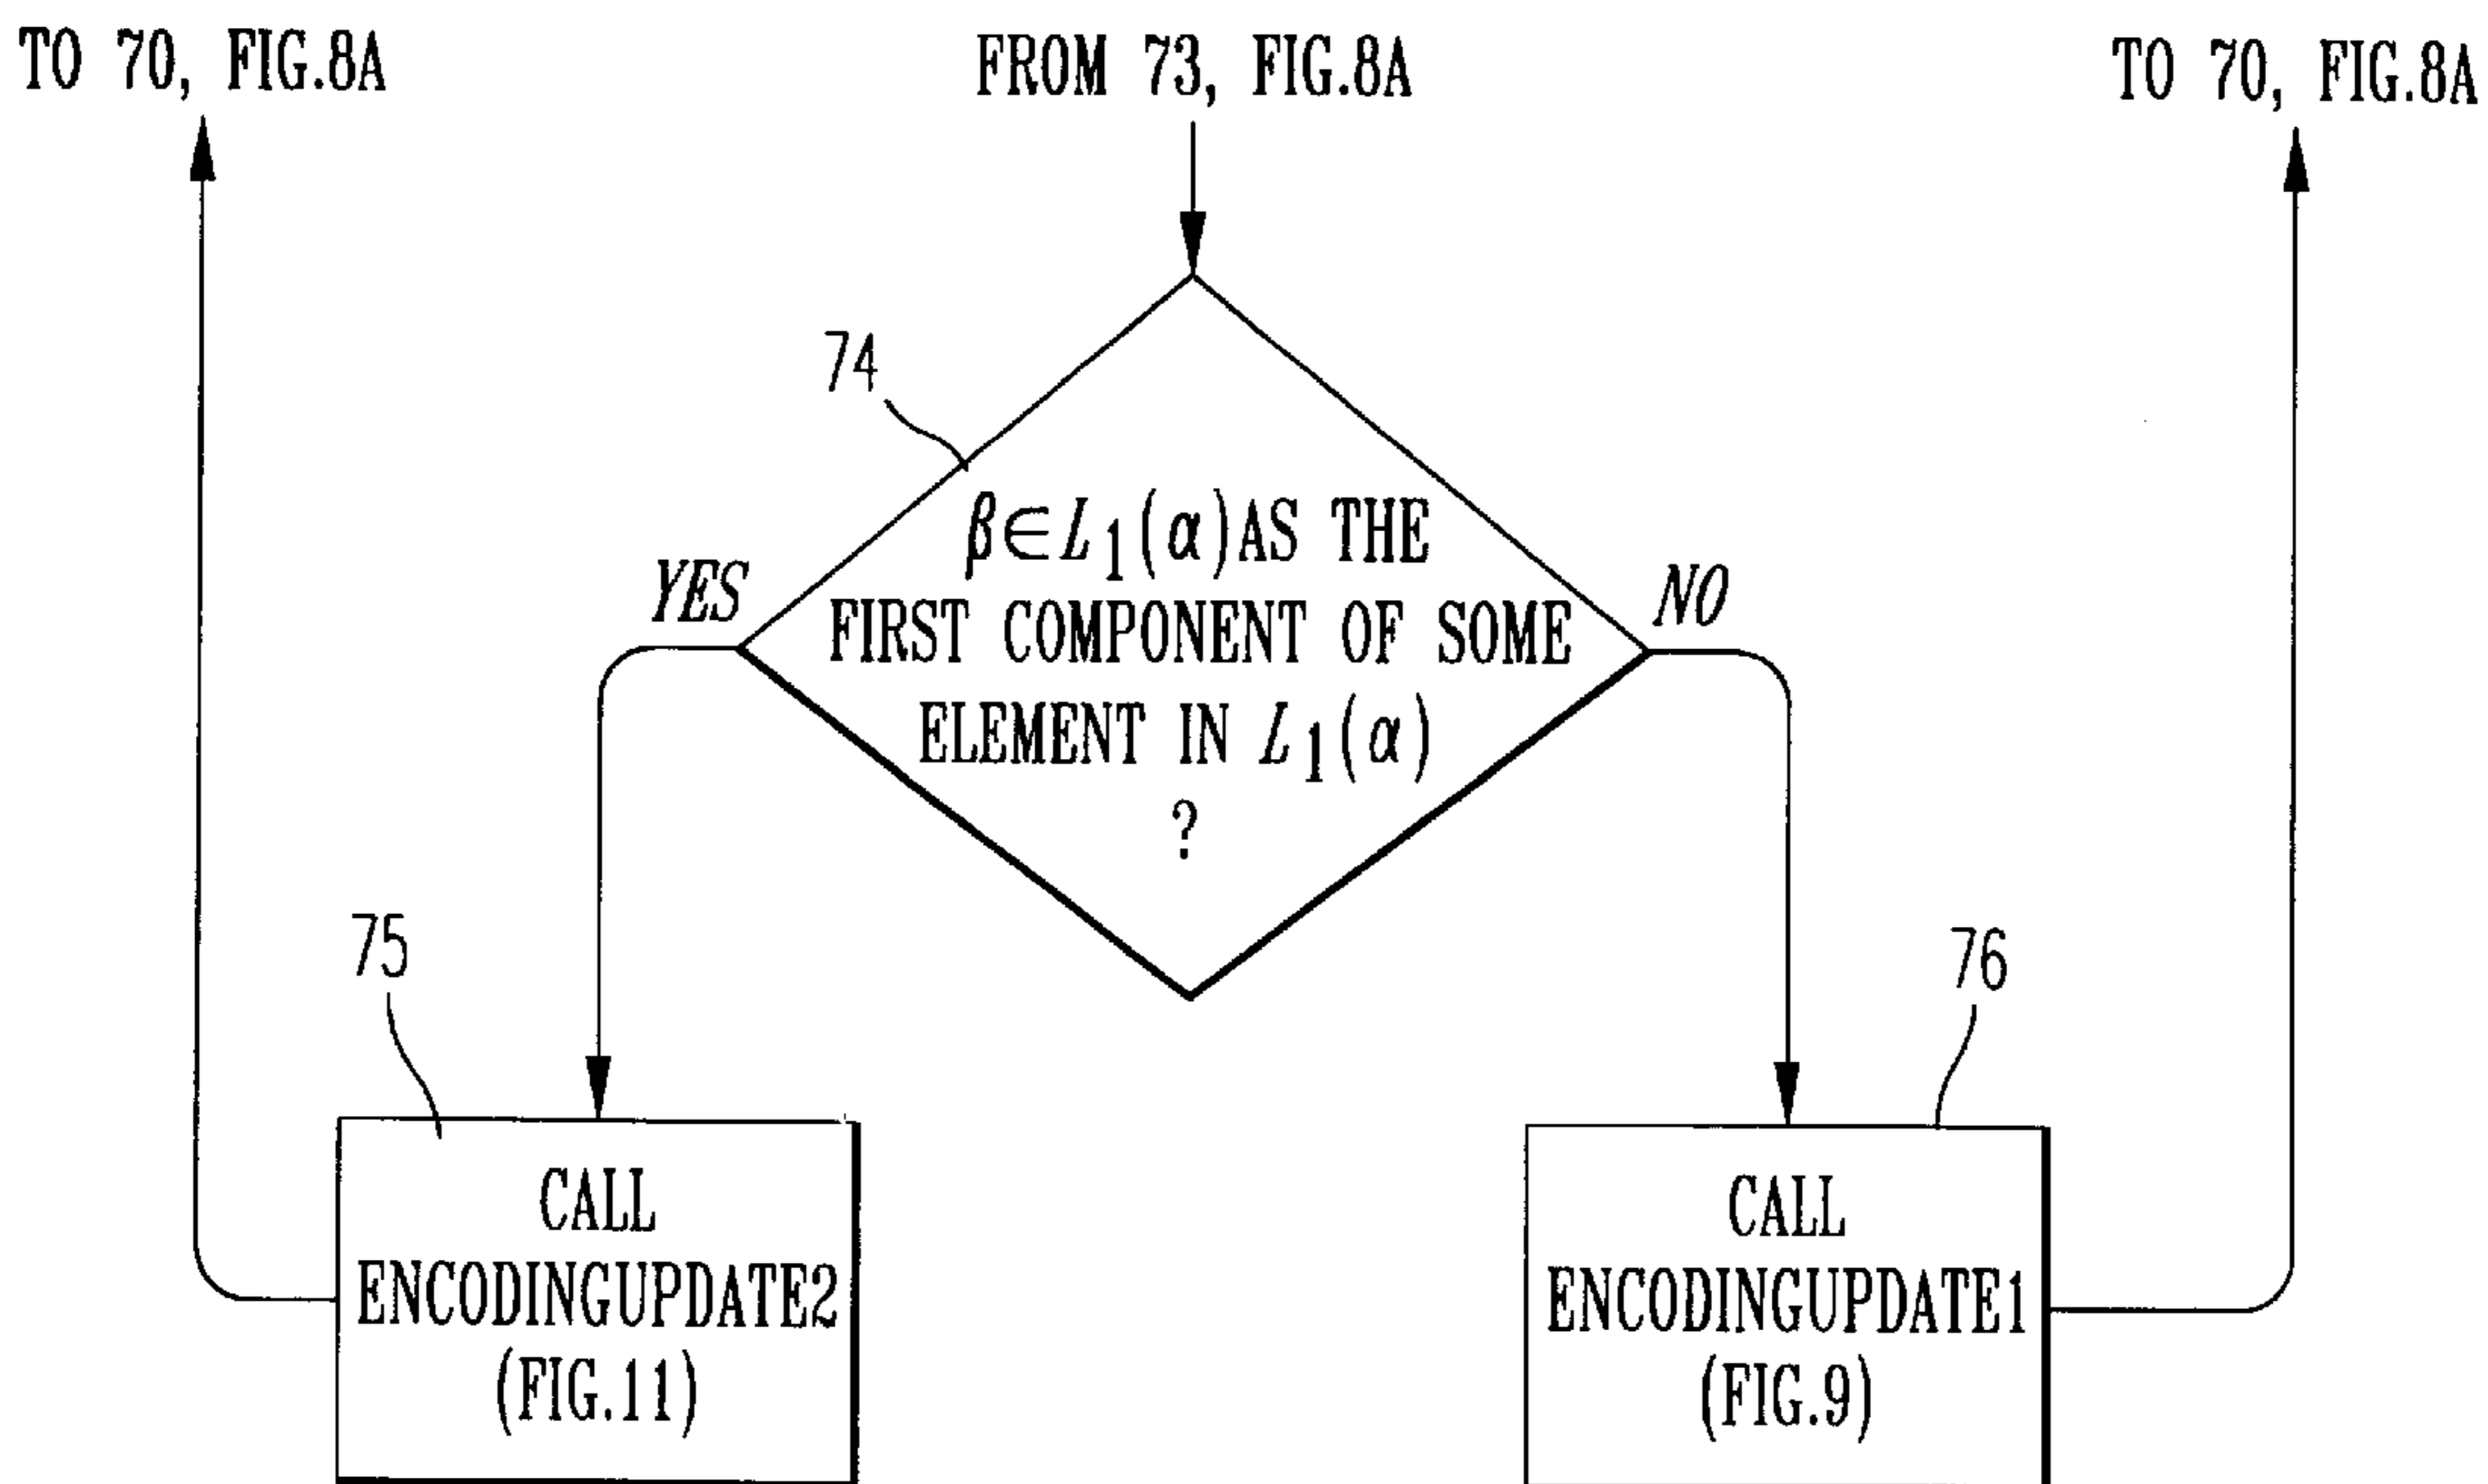 TO 70, FIG.8A
FROM 73, FIG.8A
TO 70, FIG.8A
74
β∈L₁(α)AS THE
FIRST COMPONENT OF SOME
ELEMENT IN L₁(α)
?
YES
NO
75
76
CALL
ENCODINGUPDATE2
(FIG.11)
CALL
ENCODINGUPDATE1
(FIG.9)